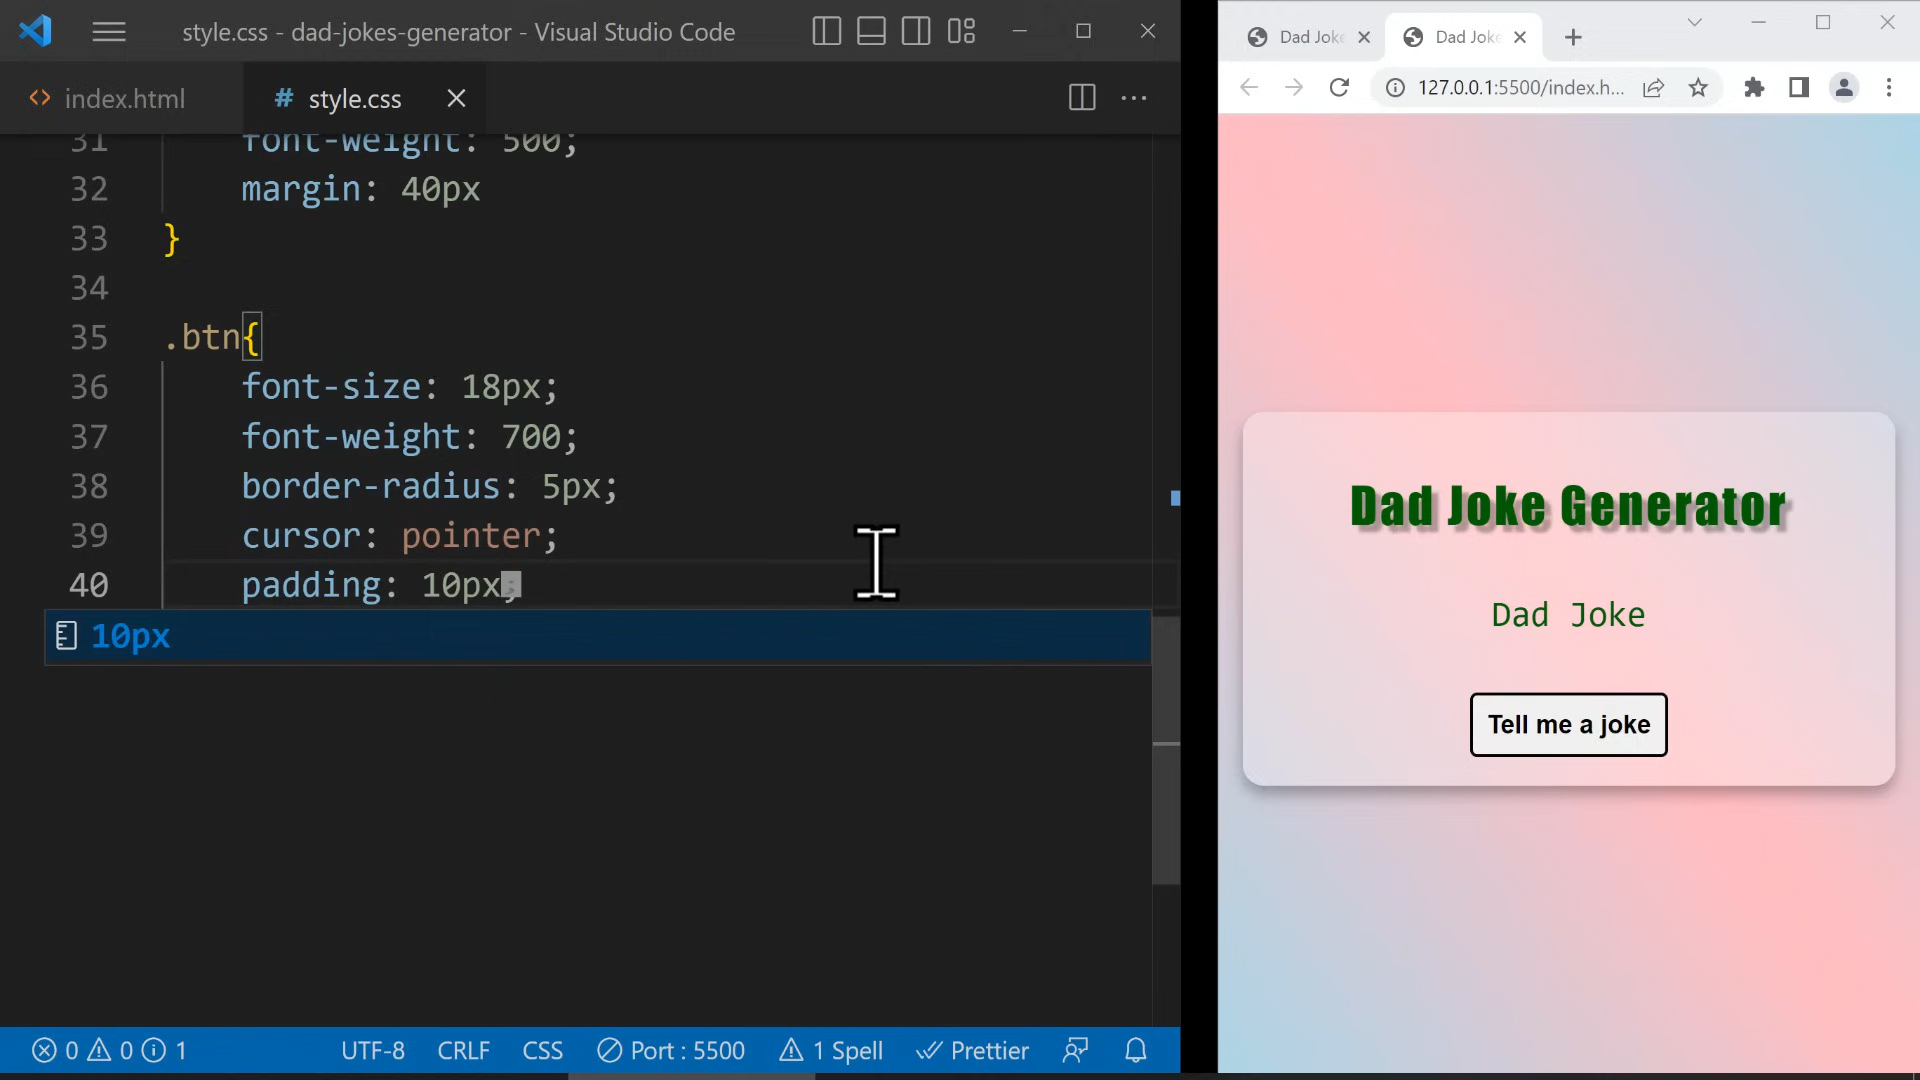 style.css - dad-jokes-generator - Visual Studio Code
index.html
# style.css
31 font-weight: 500;
32 margin: 40px
33 }
34
35 .btn{
36 font-size: 18px;
37 font-weight: 700;
38 border-radius: 5px;
39 cursor: pointer;
40 padding: 10px;
10px
0 0 1
UTF-8
CRLF
CSS
Port : 5500
1 Spell
Prettier
Dad Joke
Dad Joke
127.0.0.1:5500/index.h...
Dad Joke Generator
Dad Joke
Tell me a joke